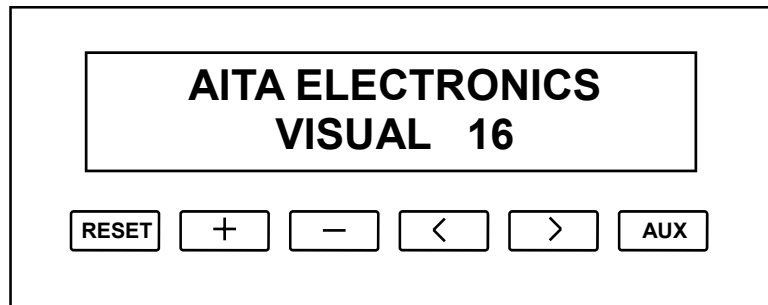 AITA ELECTRONICS
VISUAL 16
RESET + − < > AUX